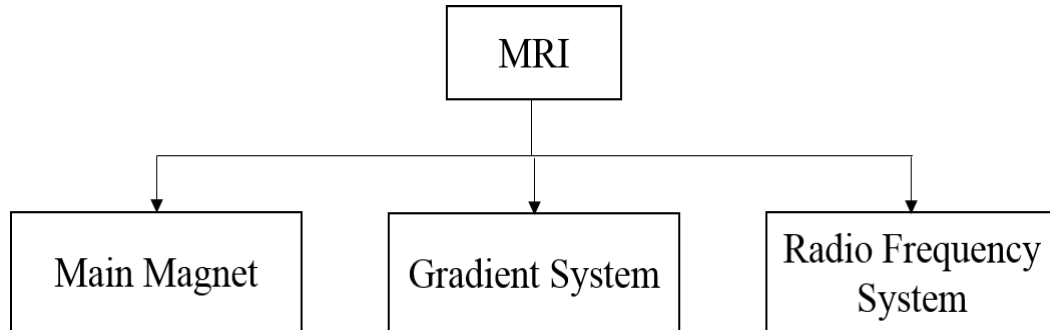 MRI
Main Magnet
Gradient System
Radio Frequency
System